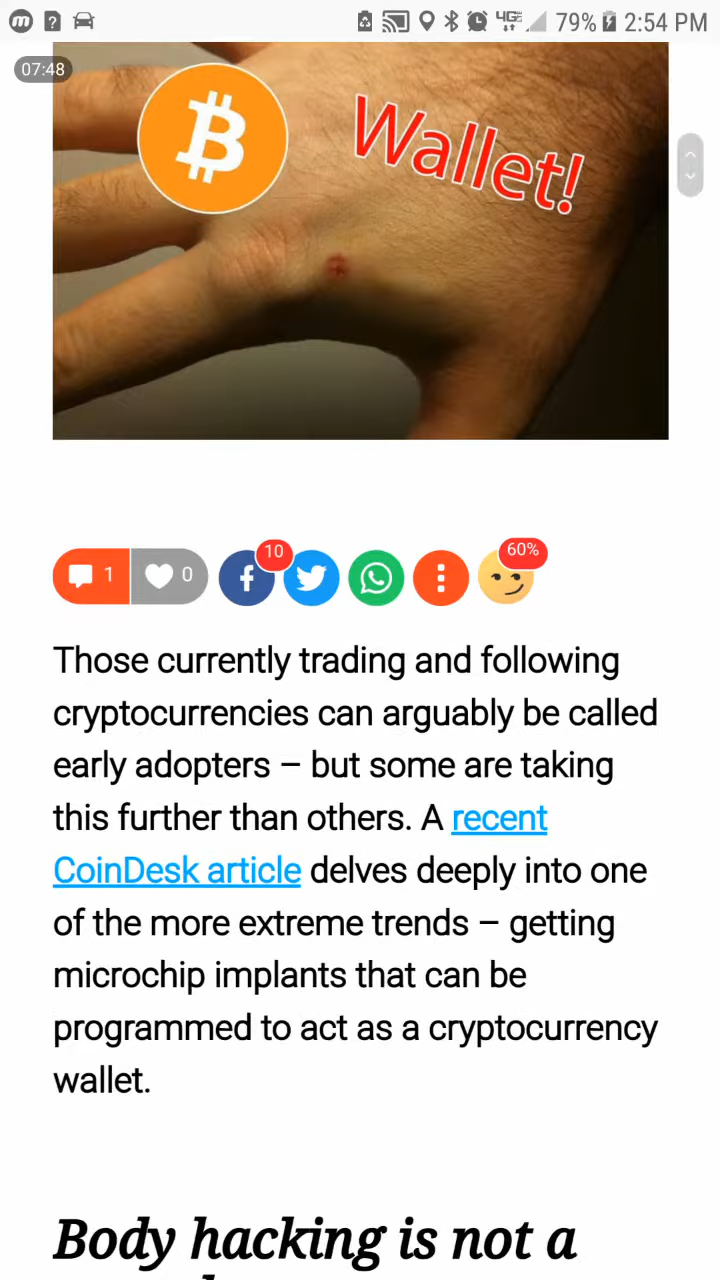 79% 2:54 PM
07:48
Wallet!
1 0 10 60%
Those currently trading and following
cryptocurrencies can arguably be called
early adopters – but some are taking
this further than others. A recent
CoinDesk article delves deeply into one
of the more extreme trends – getting
microchip implants that can be
programmed to act as a cryptocurrency
wallet.
Body hacking is not a